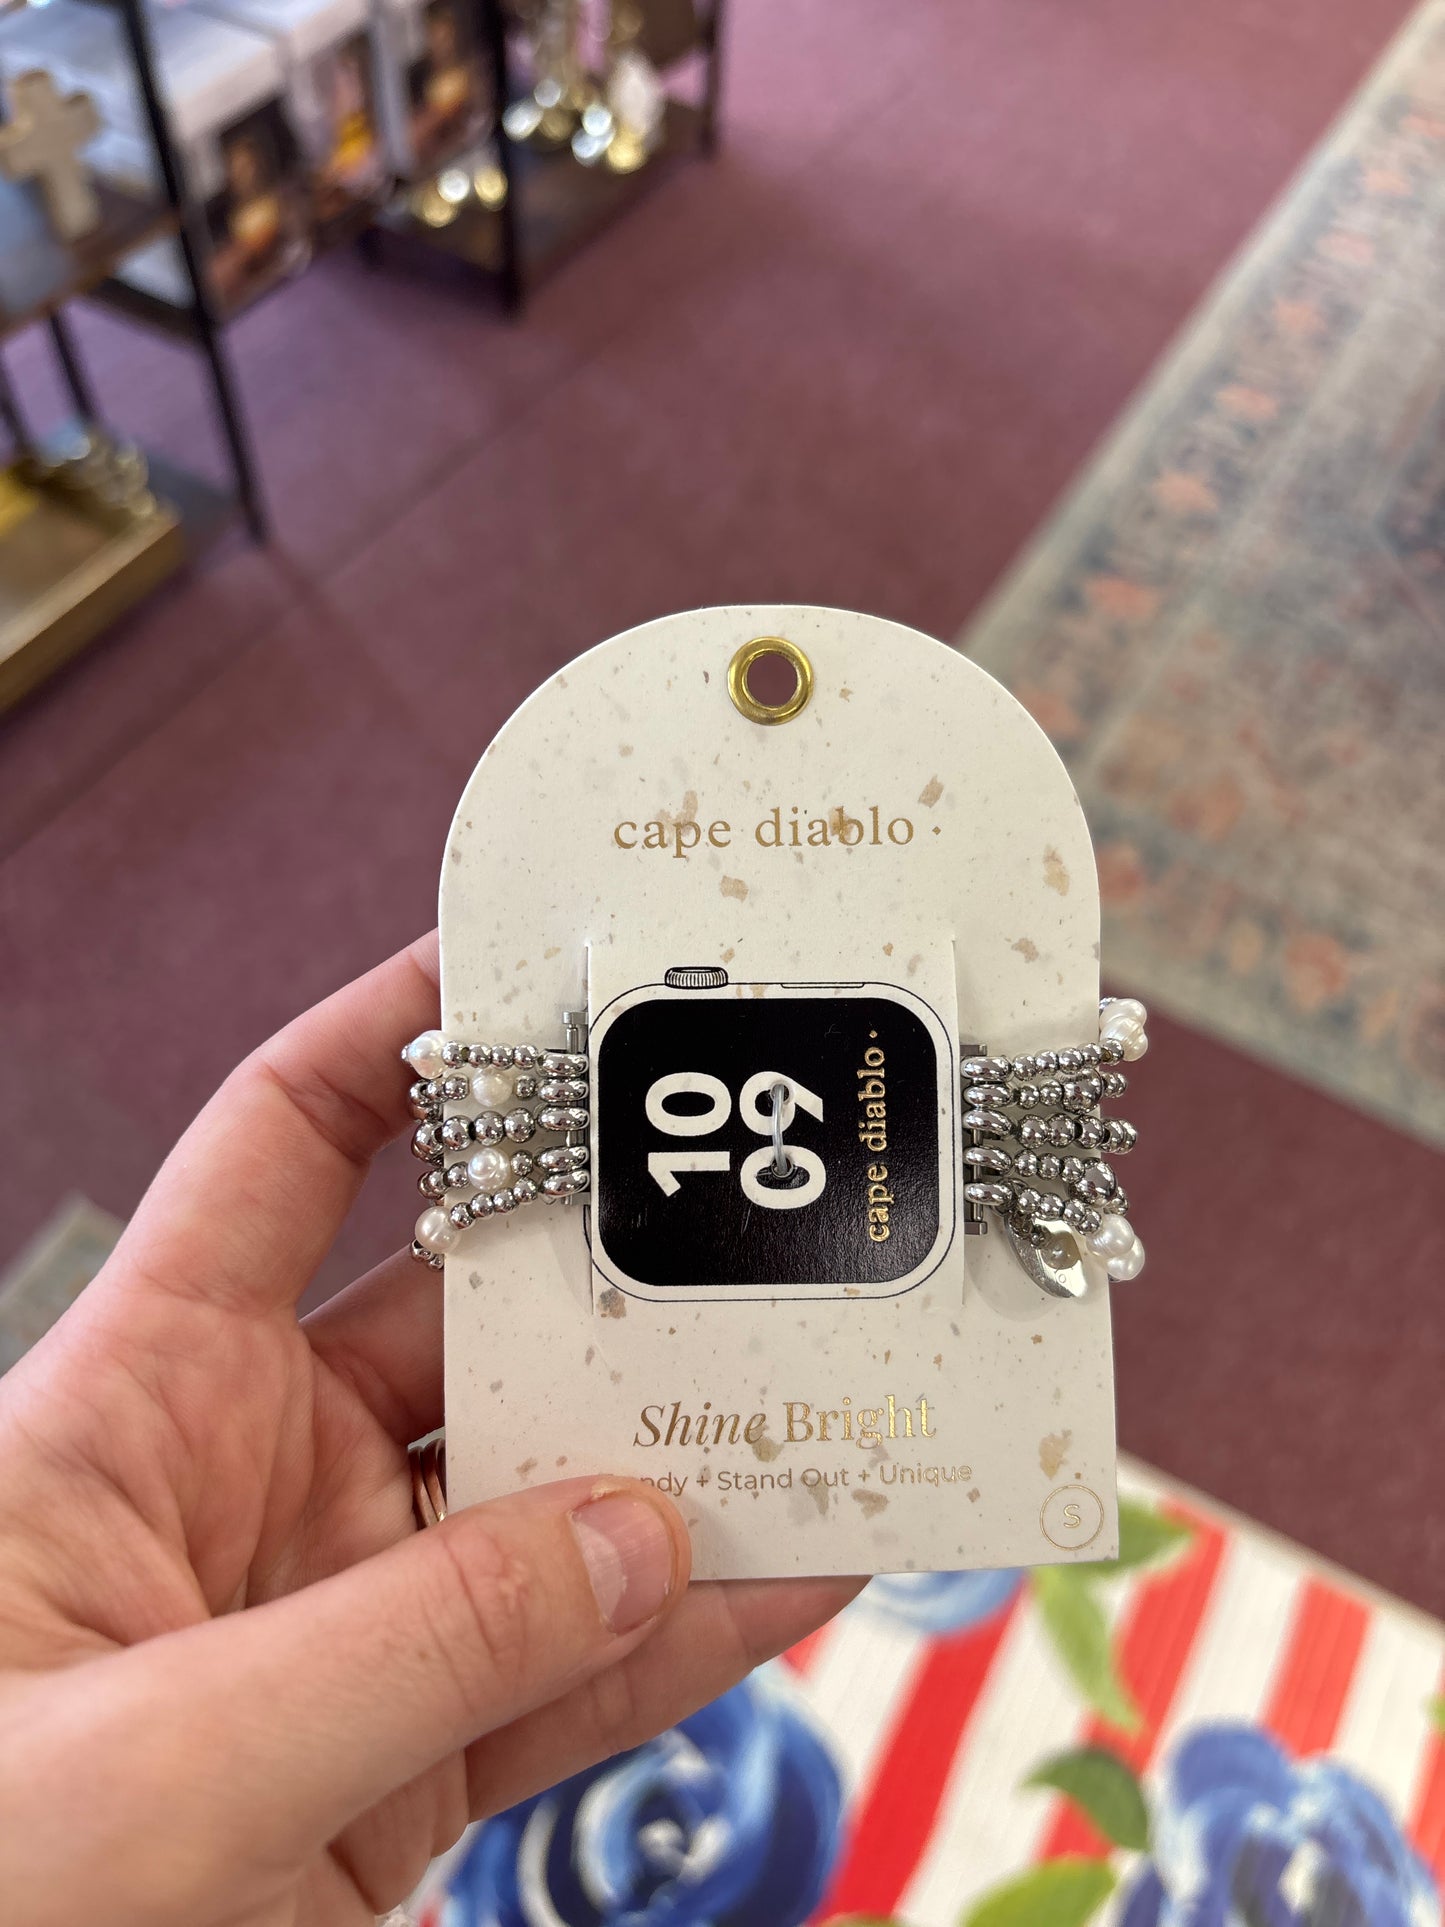 cape diablo
10
09
cape diablo
Shine Bright
+ Stand Out + Unique
S